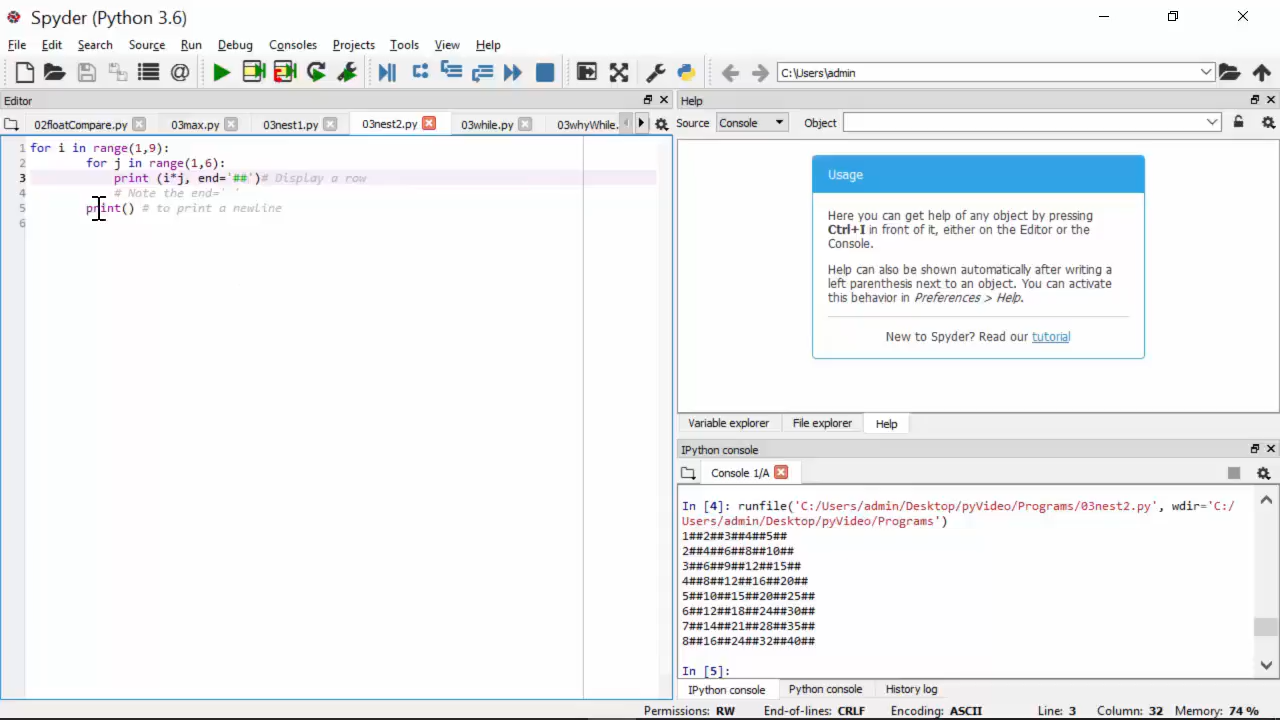 Spyder (Python 3.6)
File Edit Search Source Run Debug Consoles Projects Tools View Help
C:\Users\admin
Editor
02floatCompare.py 03max.py 03nest1.py 03nest2.py 03while.py 03whyWhile.
1 for i in range(1,9):
2 for j in range(1,6):
3 print (i*j, end='##')# Display a row
4 # Note the end=' '
5 print() # to print a newline
6
Help
Source Console Object
Usage
Here you can get help of any object by pressing
Ctrl+I in front of it, either on the Editor or the
Console.
Help can also be shown automatically after writing a
left parenthesis next to an object. You can activate
this behavior in Preferences > Help.
New to Spyder? Read our tutorial
Variable explorer File explorer Help
IPython console
Console 1/A
In [4]: runfile('C:/Users/admin/Desktop/pyVideo/Programs/03nest2.py', wdir='C:/
Users/admin/Desktop/pyVideo/Programs')
1##2##3##4##5##
2##4##6##8##10##
3##6##9##12##15##
4##8##12##16##20##
5##10##15##20##25##
6##12##18##24##30##
7##14##21##28##35##
8##16##24##32##40##
In [5]:
IPython console Python console History log
Permissions: RW End-of-lines: CRLF Encoding: ASCII Line: 3 Column: 32 Memory: 74 %